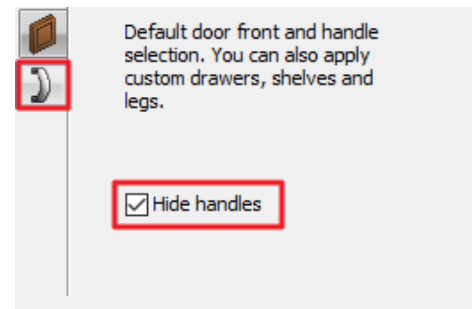 Default door front and handle
selection. You can also apply
custom drawers, shelves and
legs.
Hide handles